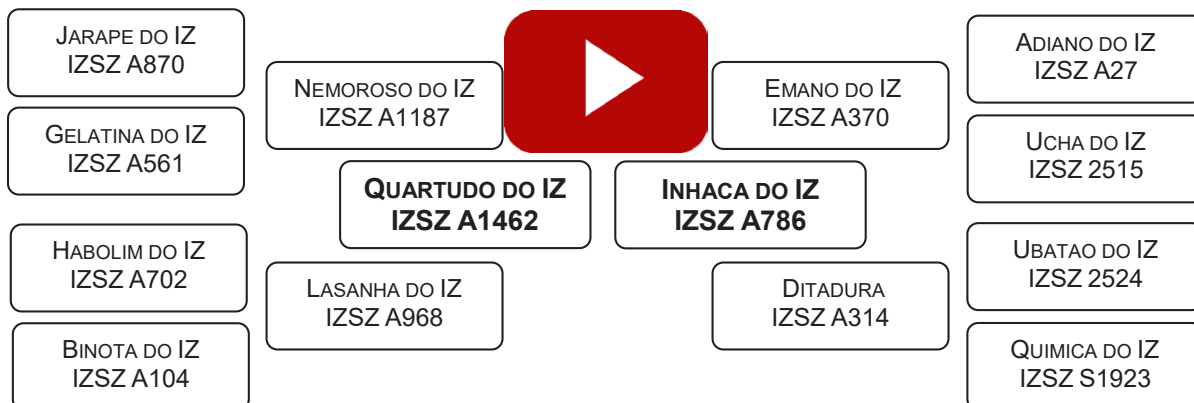 JARAPE DO IZ
IZSZ A870
GELATINA DO IZ
IZSZ A561
HABOLIM DO IZ
IZSZ A702
BINOTA DO IZ
IZSZ A104
NEMOROSO DO IZ
IZSZ A1187
LASANHA DO IZ
IZSZ A968
QUARTUDO DO IZ
IZSZ A1462
INHACA DO IZ
IZSZ A786
EMANO DO IZ
IZSZ A370
DITADURA
IZSZ A314
ADIANO DO IZ
IZSZ A27
UCHA DO IZ
IZSZ 2515
UBATAO DO IZ
IZSZ 2524
QUIMICA DO IZ
IZSZ S1923